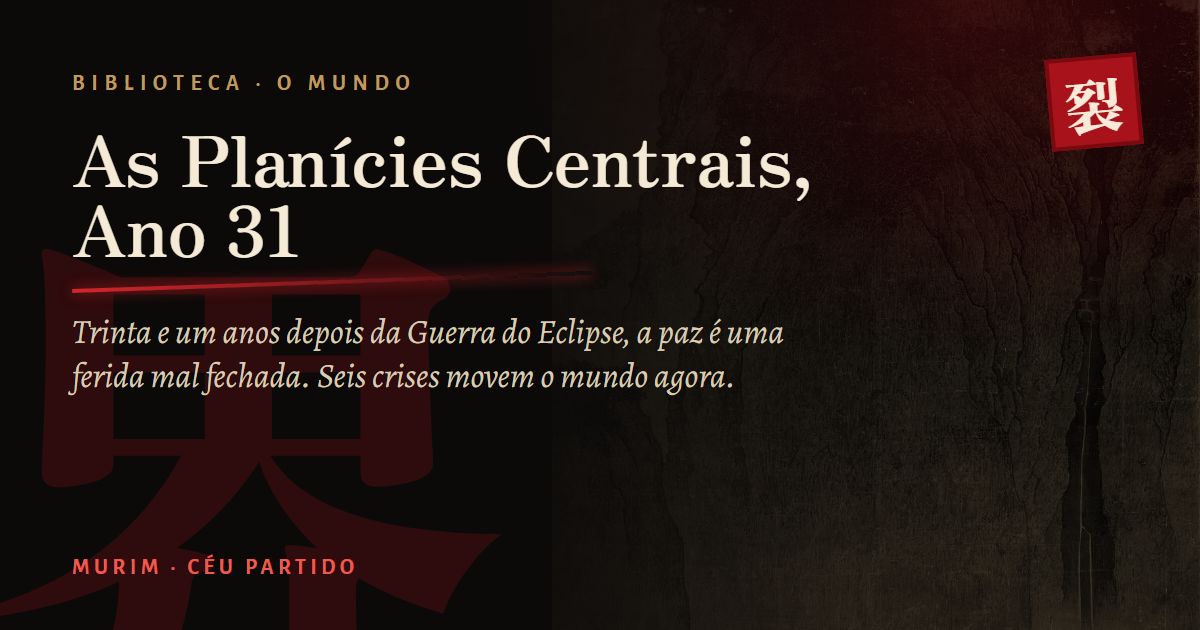 BIBLIOTECA · O MUNDO
裂
As Planícies Centrais,
Ano 31
Trinta e um anos depois da Guerra do Eclipse, a paz é uma
ferida mal fechada. Seis crises movem o mundo agora.
界
MURIM · CÉU PARTIDO